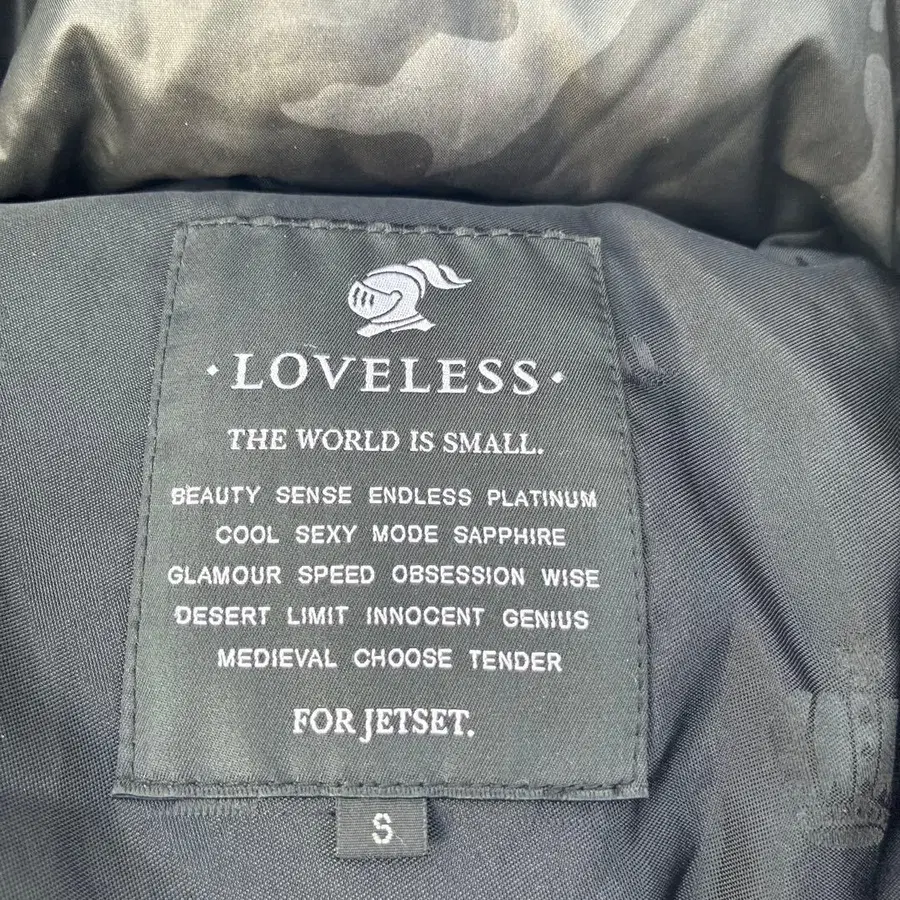 · LOVELESS ·
THE WORLD IS SMALL.
BEAUTY SENSE ENDLESS PLATINUM
COOL SEXY MODE SAPPHIRE
GLAMOUR SPEED OBSESSION WISE
DESERT LIMIT INNOCENT GENIUS
MEDIEVAL CHOOSE TENDER
FOR JETSET.
S